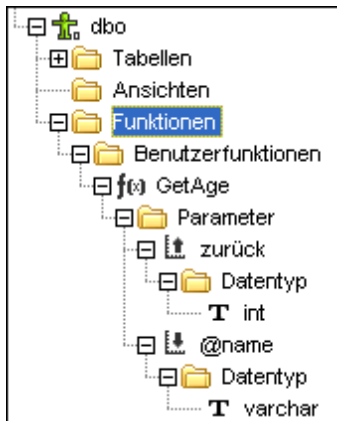 dbo
Tabellen
Ansichten
Funktionen
Benutzerfunktionen
f(x) GetAge
Parameter
zurück
Datentyp
T int
@name
Datentyp
T varchar